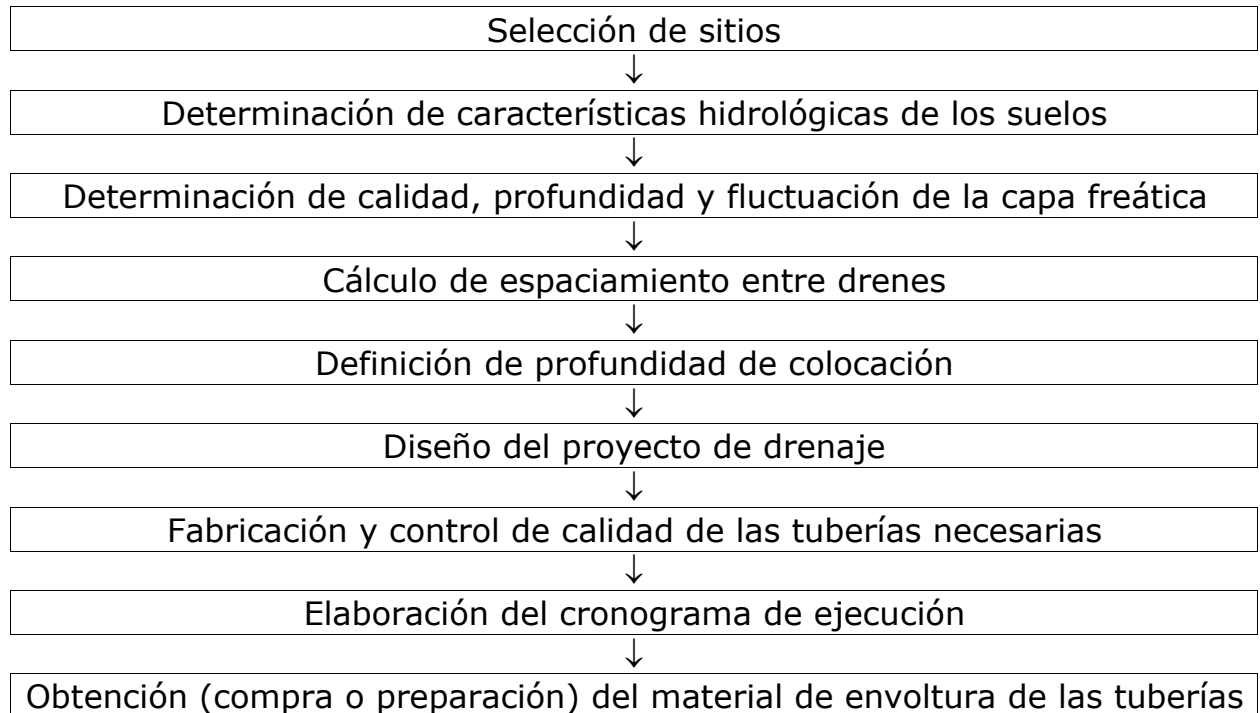 Selección de sitios
↓
Determinación de características hidrológicas de los suelos
↓
Determinación de calidad, profundidad y fluctuación de la capa freática
↓
Cálculo de espaciamiento entre drenes
↓
Definición de profundidad de colocación
↓
Diseño del proyecto de drenaje
↓
Fabricación y control de calidad de las tuberías necesarias
↓
Elaboración del cronograma de ejecución
↓
Obtención (compra o preparación) del material de envoltura de las tuberías